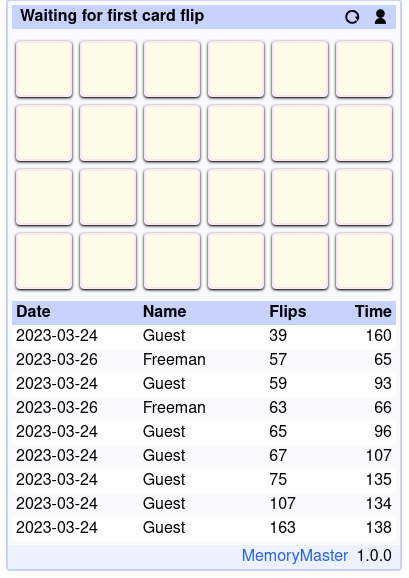 Waiting for first card flip
Date Name Flips Time
2023-03-24 Guest 39 160
2023-03-26 Freeman 57 65
2023-03-24 Guest 59 93
2023-03-26 Freeman 63 66
2023-03-24 Guest 65 96
2023-03-24 Guest 67 107
2023-03-24 Guest 75 135
2023-03-24 Guest 107 134
2023-03-24 Guest 163 138
MemoryMaster 1.0.0